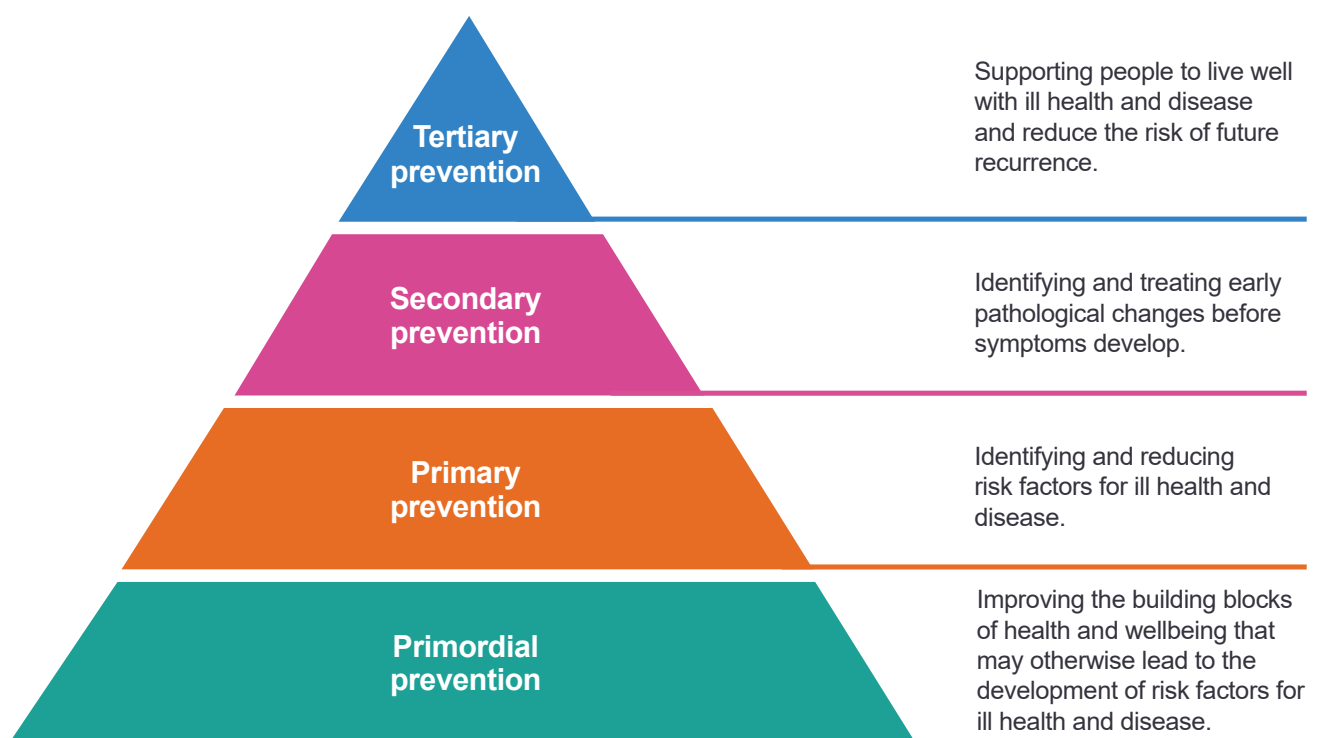 Tertiary
prevention
Supporting people to live well
with ill health and disease
and reduce the risk of future
recurrence.
Secondary
prevention
Identifying and treating early
pathological changes before
symptoms develop.
Primary
prevention
Identifying and reducing
risk factors for ill health and
disease.
Primordial
prevention
Improving the building blocks
of health and wellbeing that
may otherwise lead to the
development of risk factors for
ill health and disease.